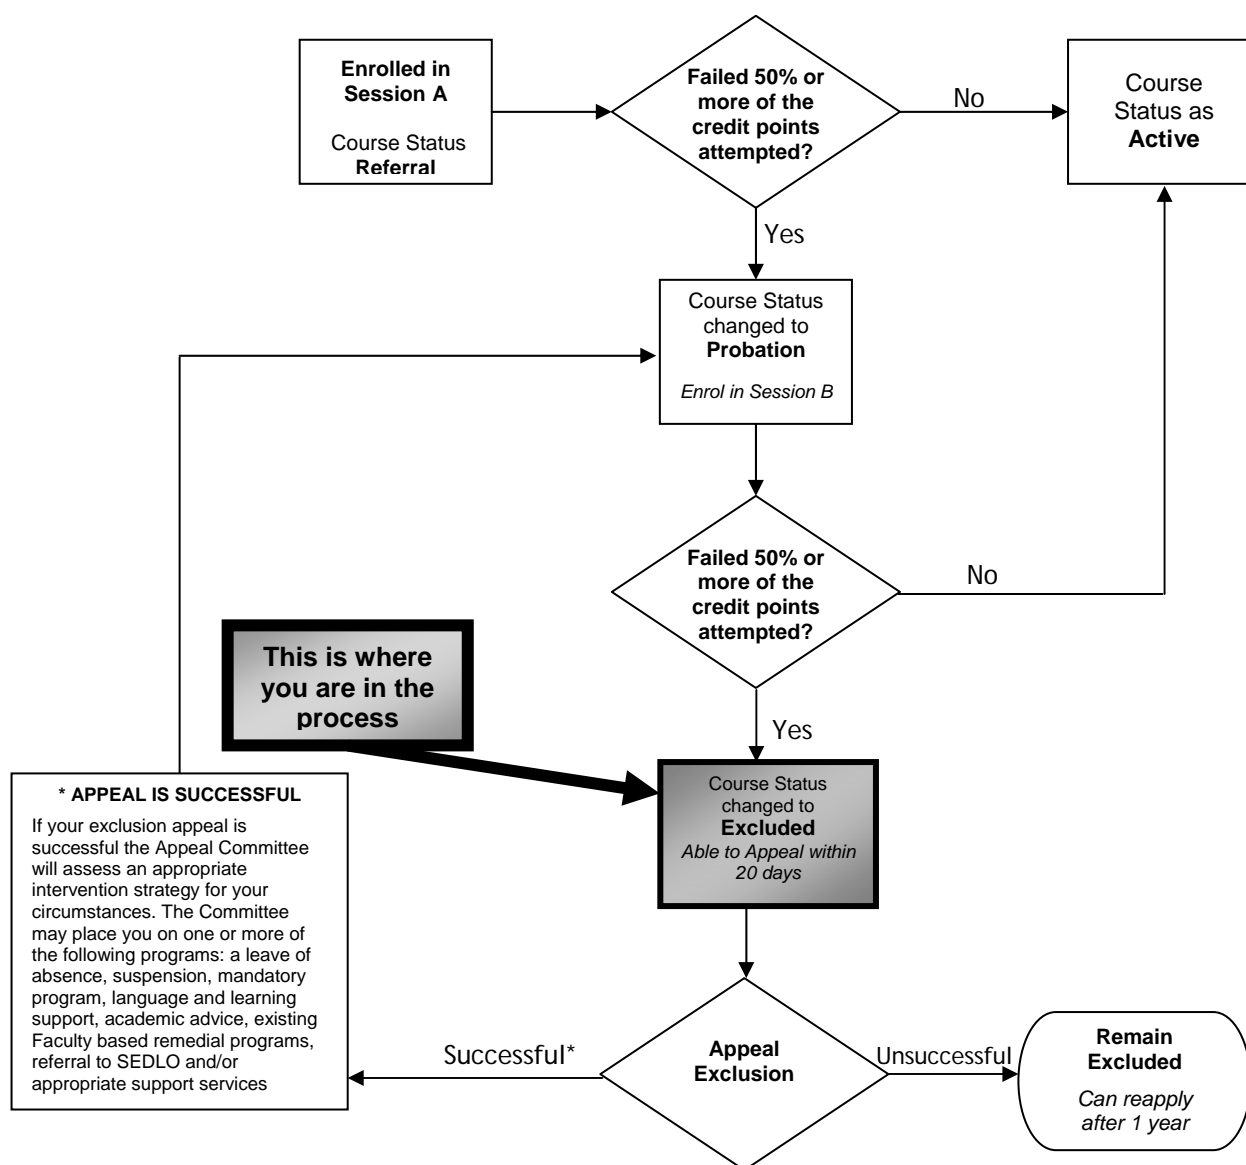 Enrolled in
Session A
Course Status
Referral
Failed 50% or
more of the
credit points
attempted?
No
Course
Status as
Active
Yes
Course Status
changed to
Probation
Enrol in Session B
Failed 50% or
more of the
credit points
attempted?
No
This is where
you are in the
process
Yes
Course Status
changed to
Excluded
Able to Appeal within
20 days
* APPEAL IS SUCCESSFUL
If your exclusion appeal is
successful the Appeal Committee
will assess an appropriate
intervention strategy for your
circumstances. The Committee
may place you on one or more of
the following programs: a leave of
absence, suspension, mandatory
program, language and learning
support, academic advice, existing
Faculty based remedial programs,
referral to SEDLO and/or
appropriate support services
Successful*
Appeal
Exclusion
Unsuccessful
Remain
Excluded
Can reapply
after 1 year